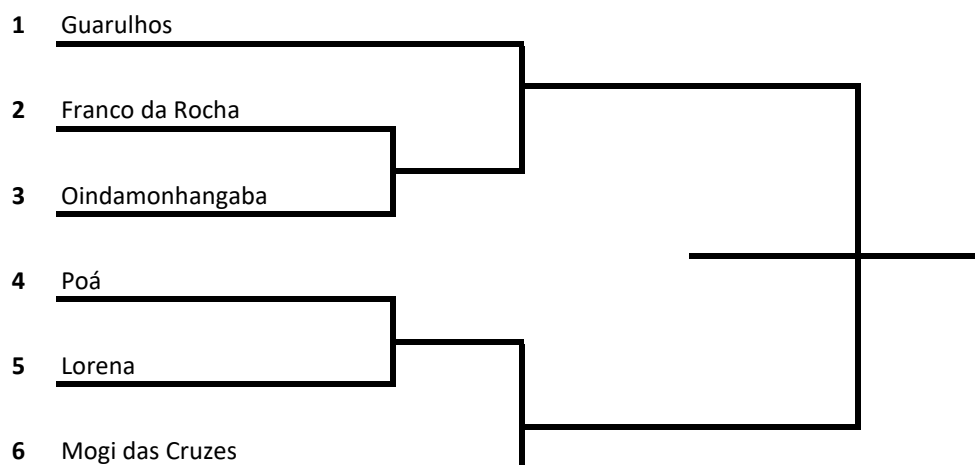 1 Guarulhos
2 Franco da Rocha
3 Oindamonhangaba
4 Poá
5 Lorena
6 Mogi das Cruzes